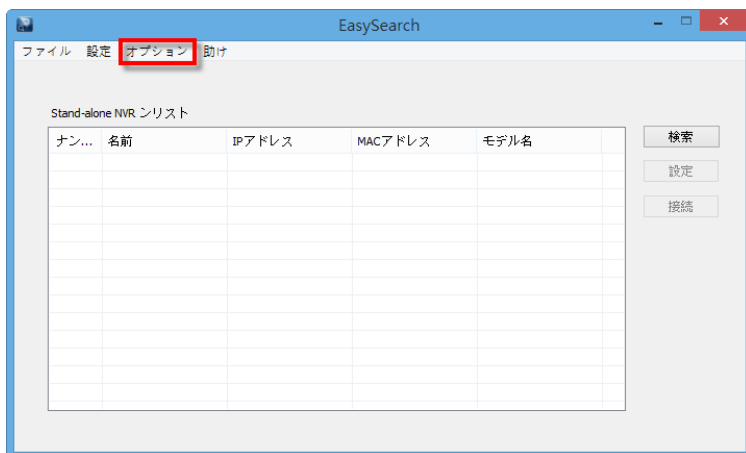 EasySearch
ファイル 設定 オプション 助け
Stand-alone NVR ンリスト
ナン... 名前 IPアドレス MACアドレス モデル名
検索
設定
接続